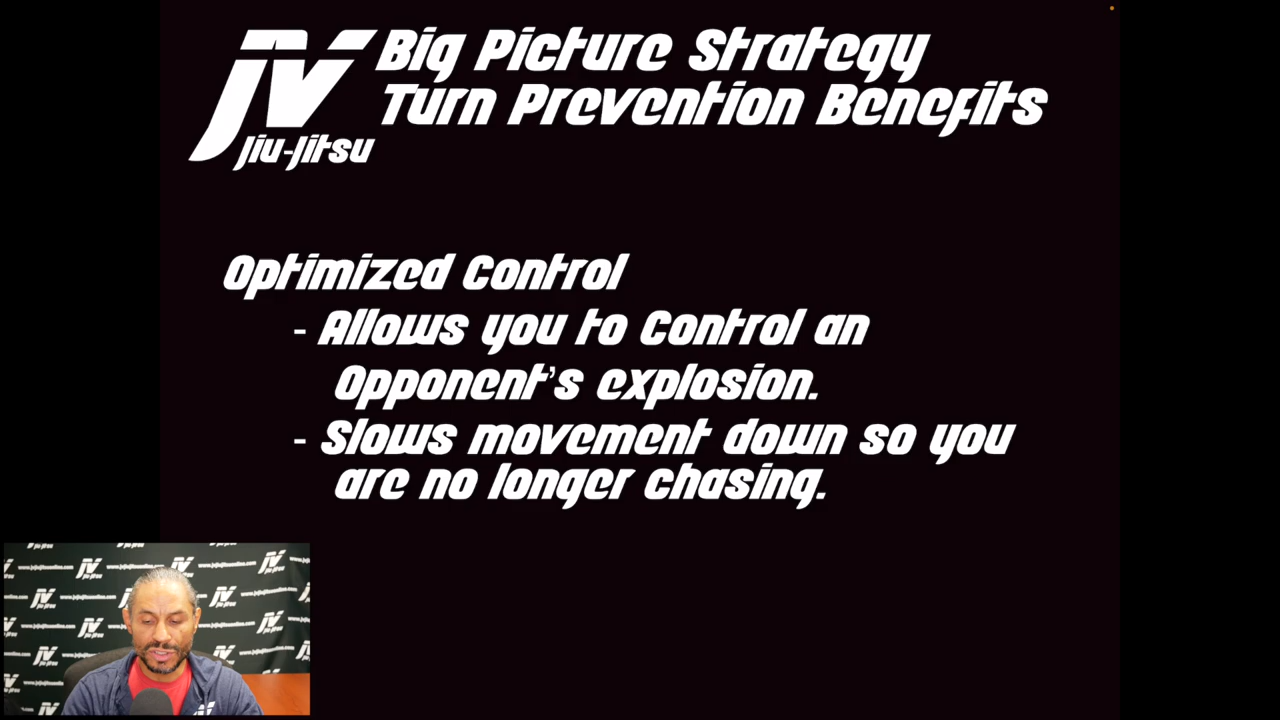 JV
Jiu-Jitsu
Big Picture Strategy
Turn Prevention Benefits
Optimized Control
- Allows you to Control an
Opponent's explosion.
- Slows movement down so you
are no longer chasing.